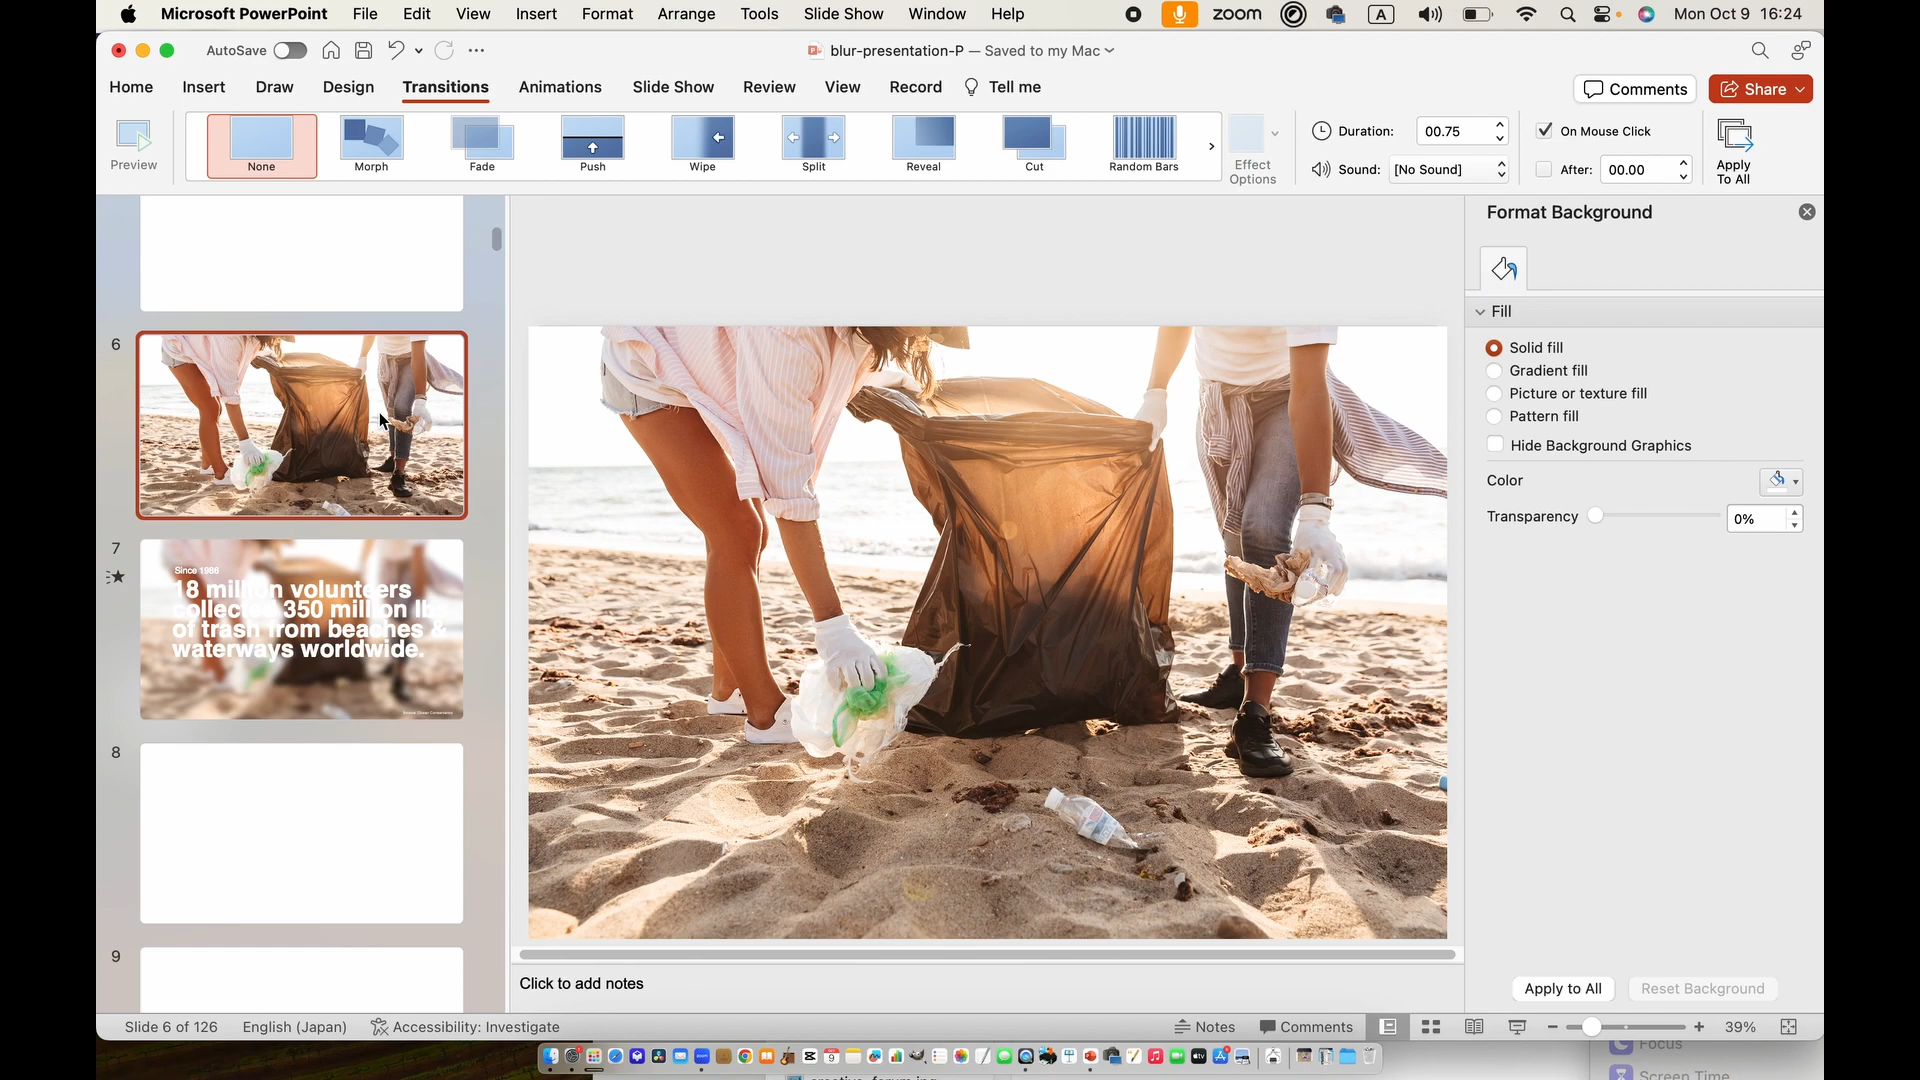 Microsoft PowerPoint File Edit View Insert Format Arrange Tools Slide Show Window Help zoom A Mon Oct 9 16:24
AutoSave blur-presentation-P — Saved to my Mac
Home Insert Draw Design Transitions Animations Slide Show Review View Record Tell me Comments Share
Preview None Morph Fade Push Wipe Split Reveal Cut Random Bars
Effect
Options
Duration: 00.75
Sound: [No Sound]
On Mouse Click
After: 00.00
Apply
To All
Format Background
Fill
Solid fill
Gradient fill
Picture or texture fill
Pattern fill
Hide Background Graphics
Color
Transparency 0%
Apply to All Reset Background
6
7
Since 1986
18 million volunteers
collected 350 million lbs
of trash from beaches &
waterways worldwide.
8
9
Click to add notes
Slide 6 of 126 English (Japan) Accessibility: Investigate Notes Comments 39%
Focus
Screen Time